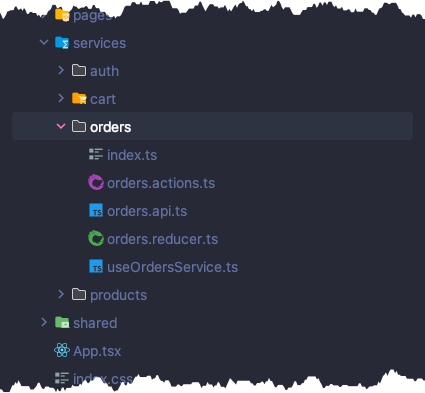 pages
services
auth
cart
orders
index.ts
orders.actions.ts
orders.api.ts
orders.reducer.ts
useOrdersService.ts
products
shared
App.tsx
index.css